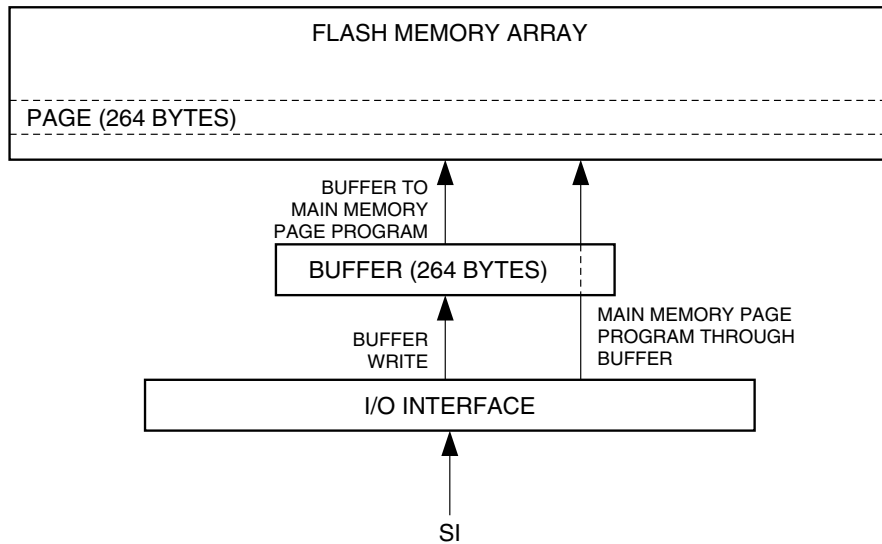 FLASH MEMORY ARRAY
PAGE (264 BYTES)
BUFFER TO
MAIN MEMORY
PAGE PROGRAM
BUFFER (264 BYTES)
BUFFER
WRITE
MAIN MEMORY PAGE
PROGRAM THROUGH
BUFFER
I/O INTERFACE
SI